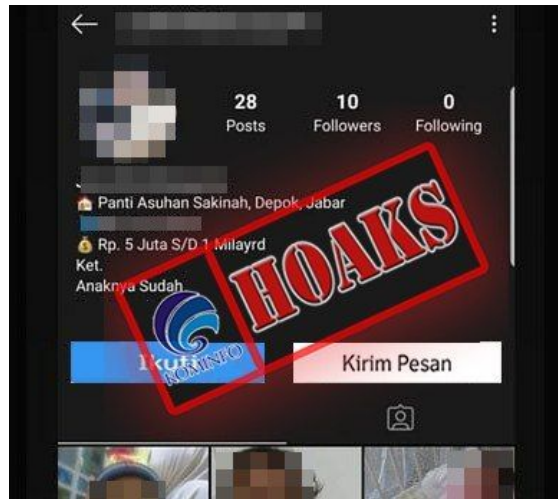 28 10 0
Posts Followers Following
🏠 Panti Asuhan Sakinah, Depok, Jabar
💰 Rp. 5 Juta S/D 1 Milayrd
Ket.
Anaknya Sudah
HOAKS
KOMINFO
Ikuti
Kirim Pesan